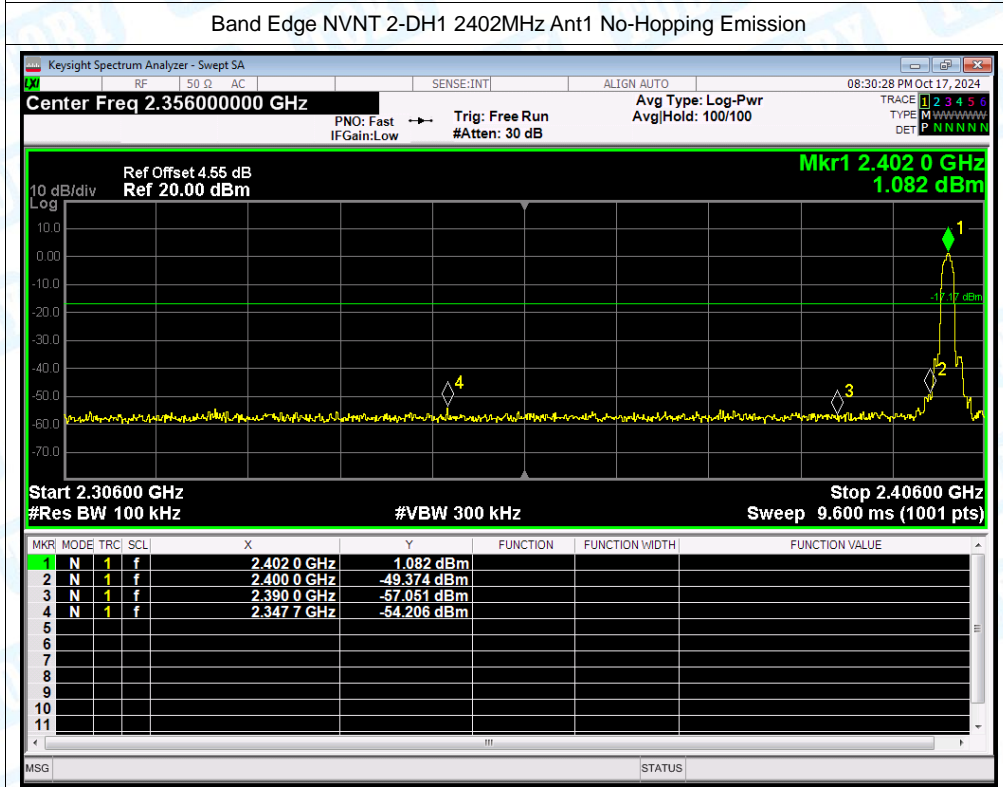 Band Edge NVNT 2-DH1 2402MHz Ant1 No-Hopping Emission
Keysight Spectrum Analyzer - Swept SA
LXI RF 50 Ω AC SENSE:INT ALIGN AUTO 08:30:28 PM Oct 17, 2024
Center Freq 2.356000000 GHz
PNO: Fast
IFGain:Low
Trig: Free Run
#Atten: 30 dB
Avg Type: Log-Pwr
Avg|Hold: 100/100
TRACE 1 2 3 4 5 6
TYPE M WWWWW
DET P N N N N N
Ref Offset 4.55 dB
10 dB/div Ref 20.00 dBm
Log
Mkr1 2.402 0 GHz
1.082 dBm
10.0
0.00
-10.0
-20.0
-30.0
-40.0
-50.0
-60.0
-70.0
1
-17.17 dBm
2
3
4
Start 2.30600 GHz Stop 2.40600 GHz
#Res BW 100 kHz #VBW 300 kHz Sweep 9.600 ms (1001 pts)
MKR MODE TRC SCL X Y FUNCTION FUNCTION WIDTH FUNCTION VALUE
1 N 1 f 2.402 0 GHz 1.082 dBm
2 N 1 f 2.400 0 GHz -49.374 dBm
3 N 1 f 2.390 0 GHz -57.051 dBm
4 N 1 f 2.347 7 GHz -54.206 dBm
5
6
7
8
9
10
11
MSG STATUS